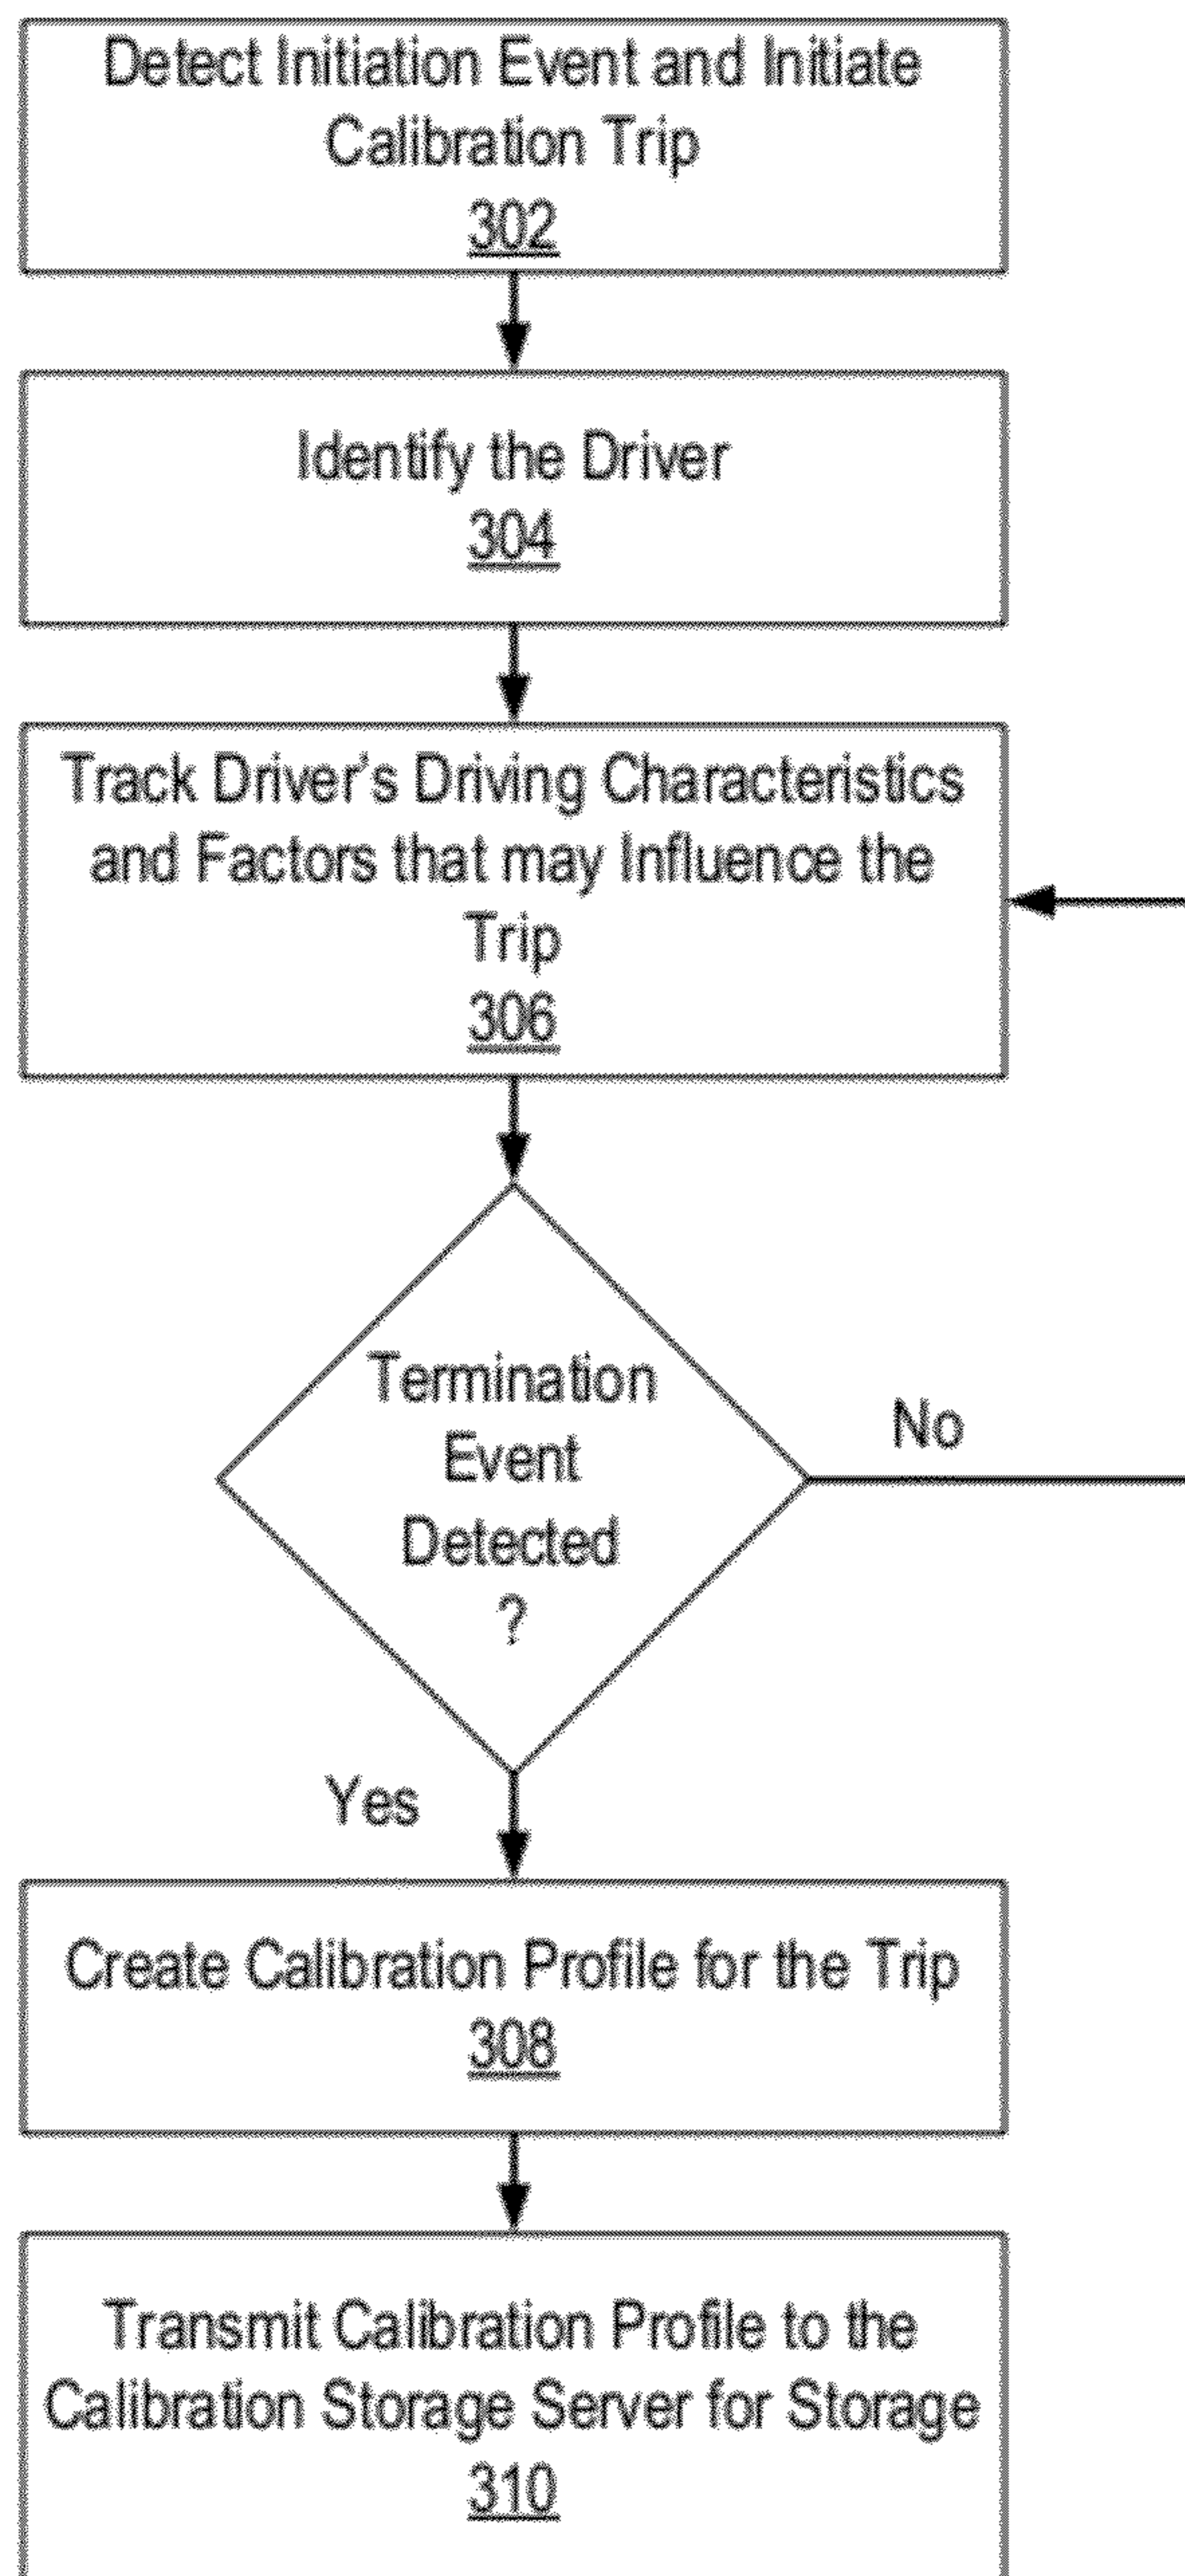 Detect Initiation Event and Initiate
Calibration Trip
302
Identify the Driver
304
Track Driver's Driving Characteristics
and Factors that may Influence the
Trip
306
Termination
Event
Detected
?
No
Yes
Create Calibration Profile for the Trip
308
Transmit Calibration Profile to the
Calibration Storage Server for Storage
310